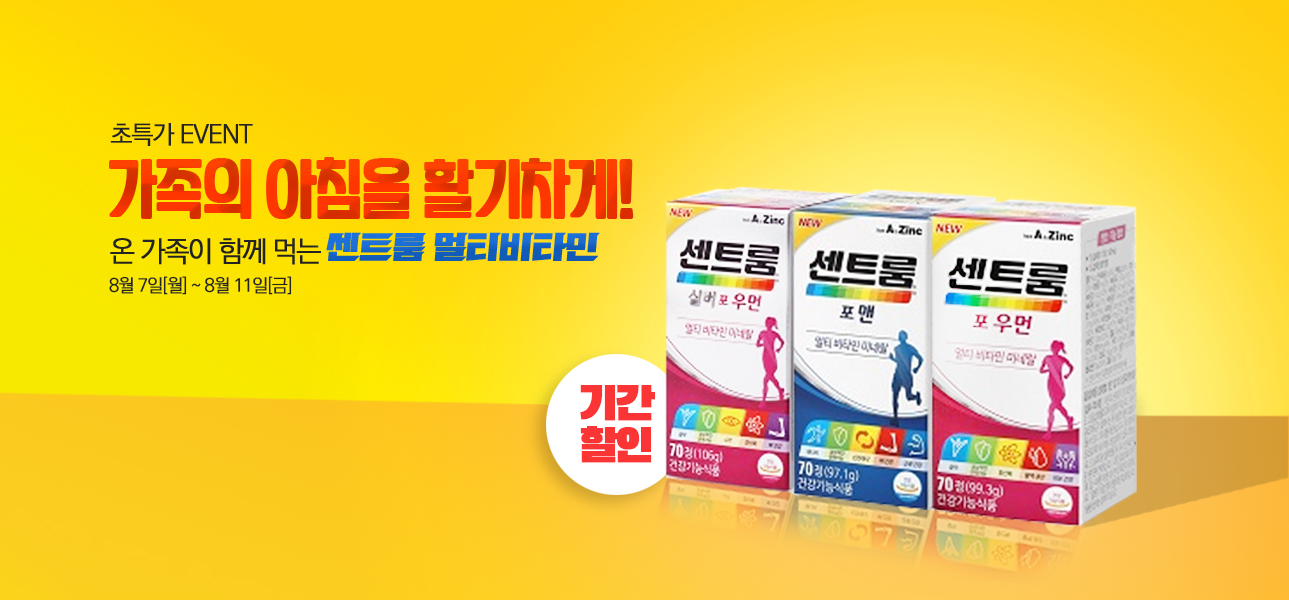 초특가 EVENT
가족의 아침을 활기차게!
온 가족이 함께 먹는 센트룸 멀티비타민
8월 7일[월] ~ 8월 11일[금]
기간
할인
NEW
from A to Zinc
센트룸
실버 포 우먼
멀티 비타민 미네랄
70정(106g)
건강기능식품
NEW
from A to Zinc
센트룸
포 맨
멀티 비타민 미네랄
70정(97.1g)
건강기능식품
NEW
from A to Zinc
센트룸
포 우먼
멀티 비타민 미네랄
70정(99.3g)
건강기능식품